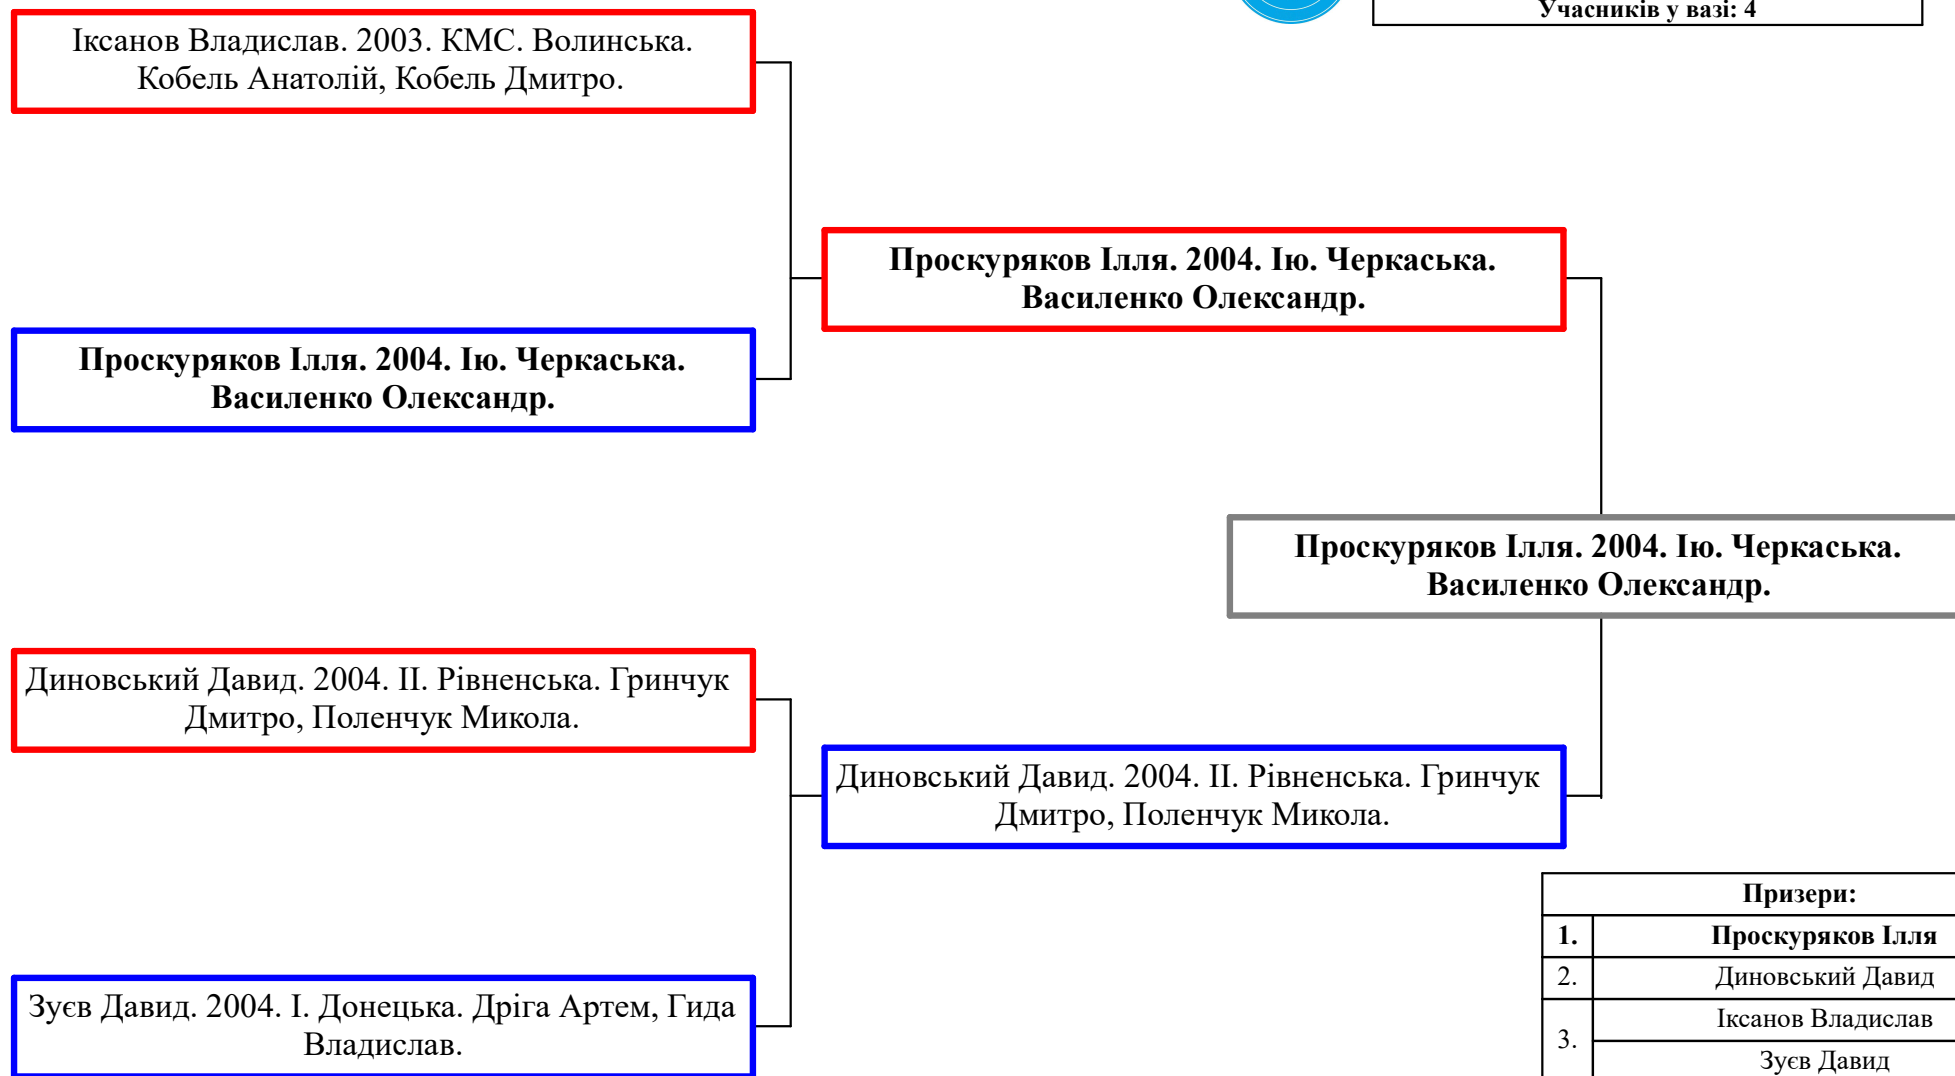 Учасників у вазі: 4
Іксанов Владислав. 2003. КМС. Волинська.
Кобель Анатолій, Кобель Дмитро.
Проскуряков Ілля. 2004. Ію. Черкаська.
Василенко Олександр.
Проскуряков Ілля. 2004. Ію. Черкаська.
Василенко Олександр.
Проскуряков Ілля. 2004. Ію. Черкаська.
Василенко Олександр.
Диновський Давид. 2004. ІІ. Рівненська. Гринчук
Дмитро, Поленчук Микола.
Диновський Давид. 2004. ІІ. Рівненська. Гринчук
Дмитро, Поленчук Микола.
Зуєв Давид. 2004. І. Донецька. Дріга Артем, Гида
Владислав.
Призери:
1. Проскуряков Ілля
2. Диновський Давид
3. Іксанов Владислав
Зуєв Давид